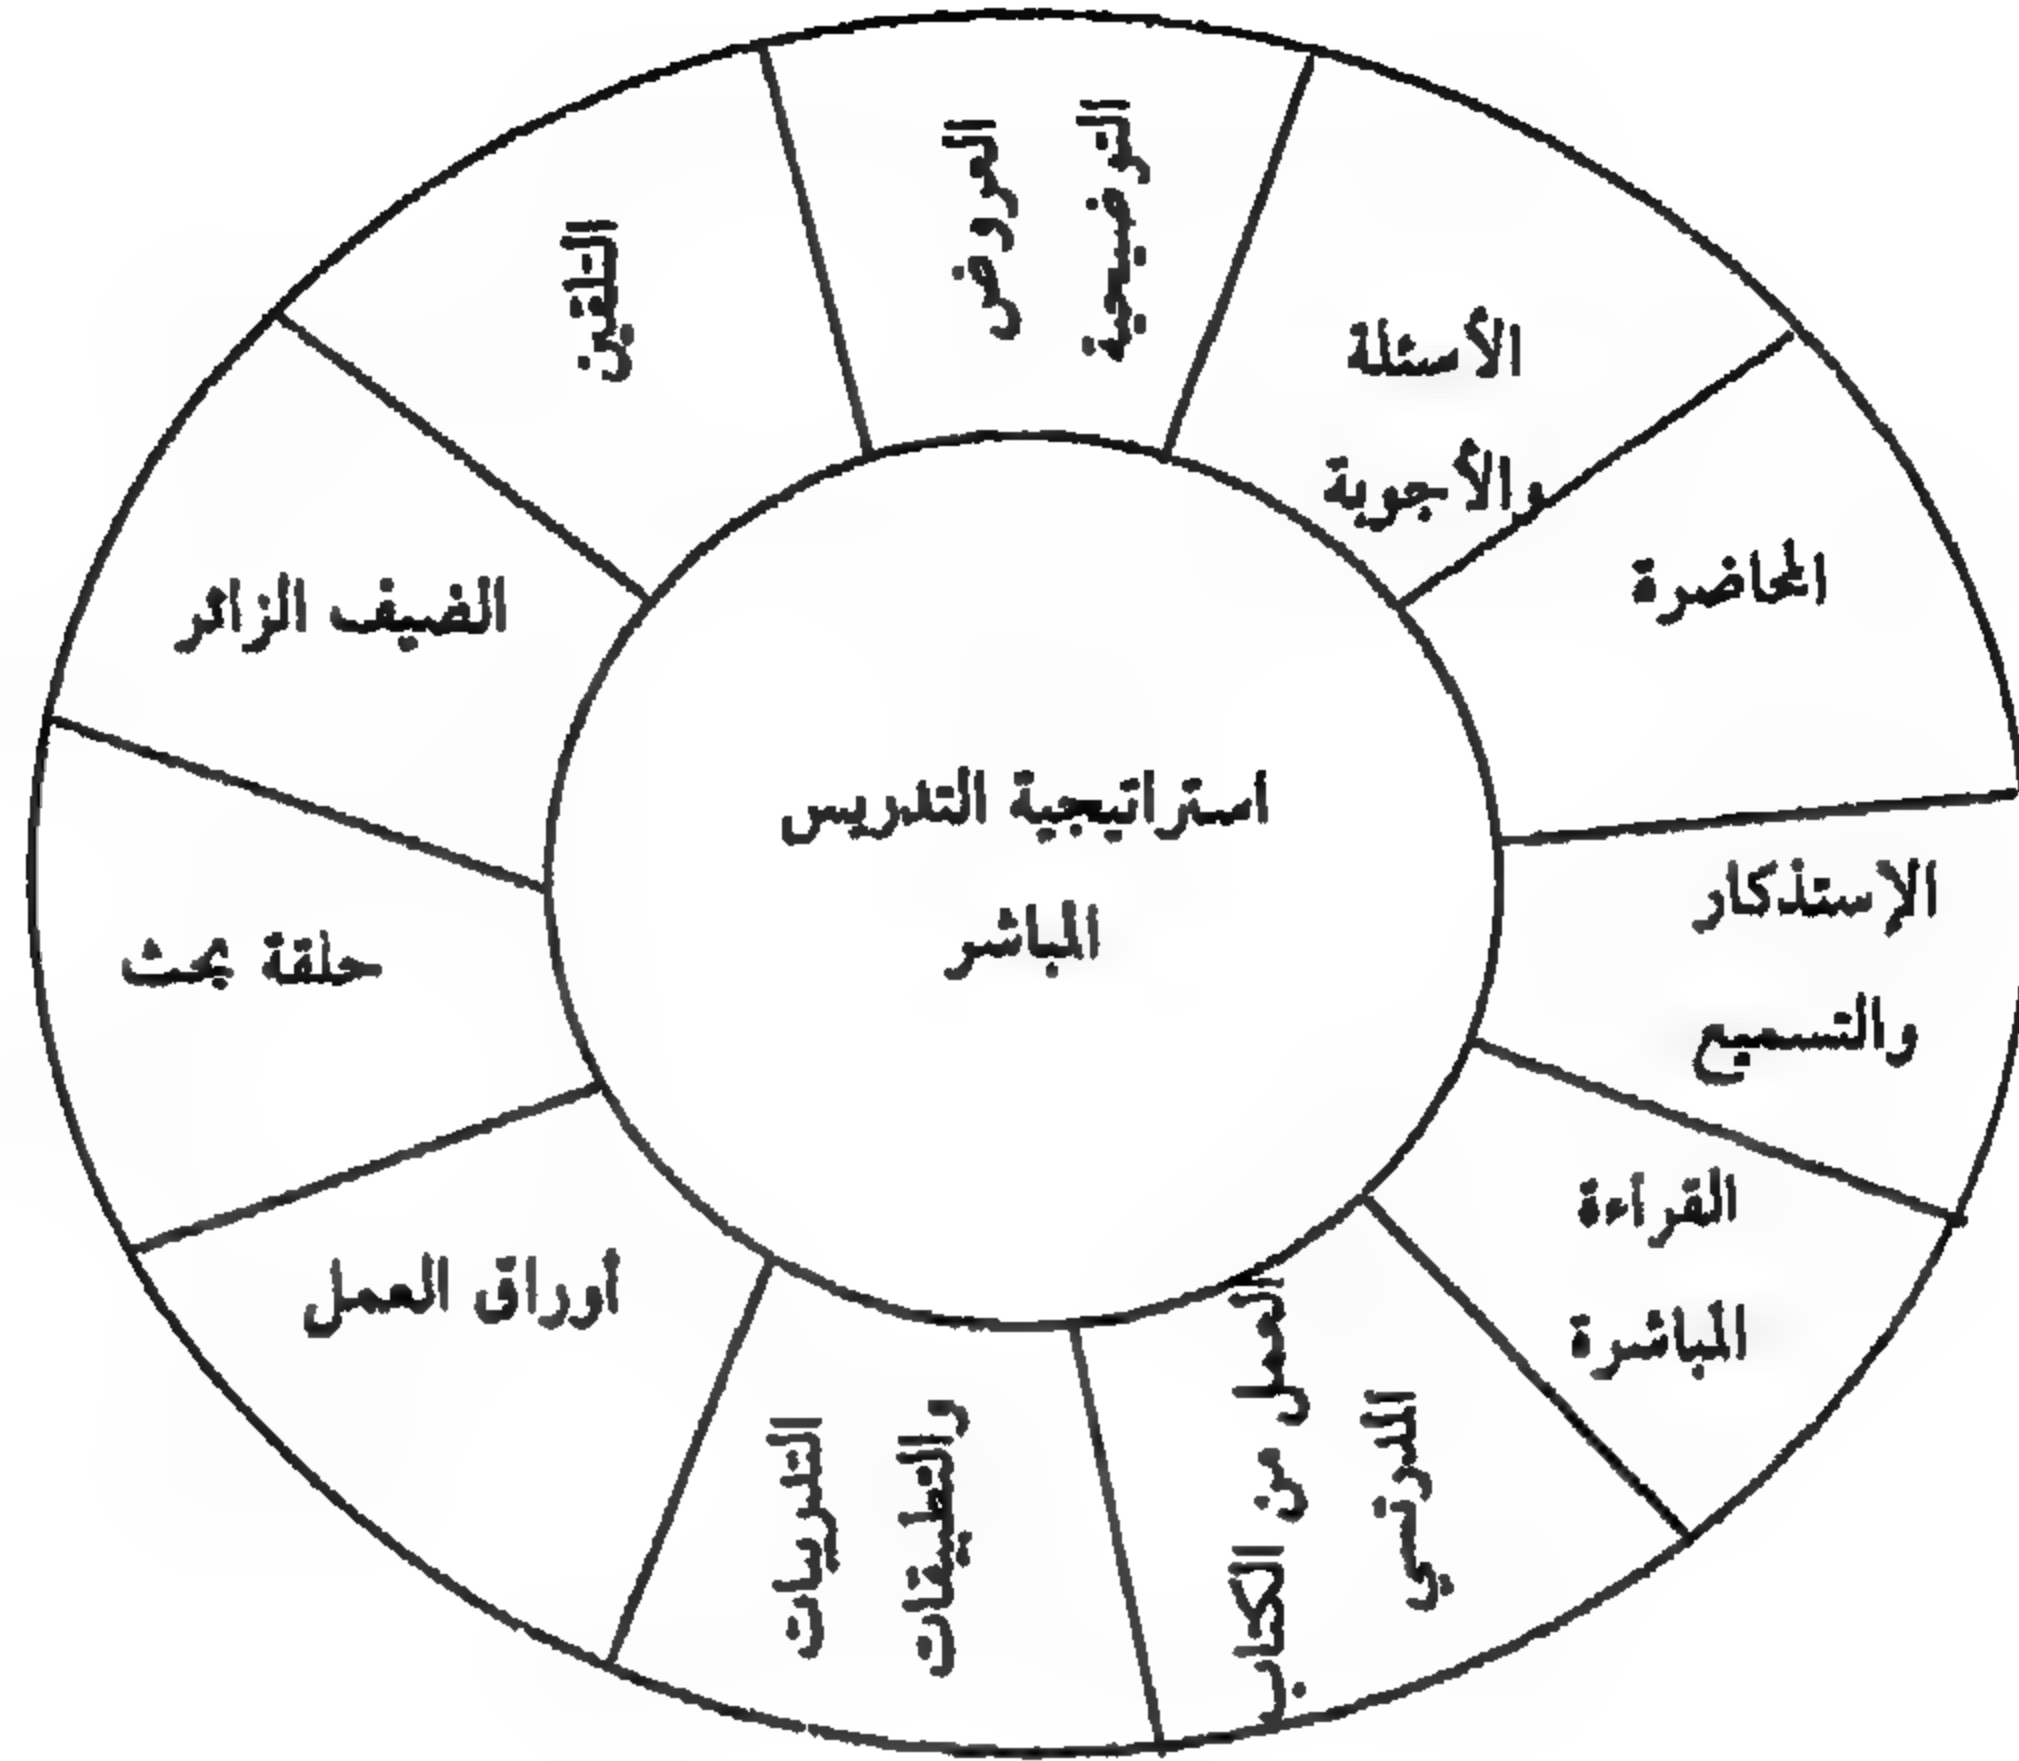 استراتيجية التدريس
المباشر
العروض
التوضيحية
الأسئلة
والأجوبة
المحاضرة
الإستذكار
والتسميع
القراءة
المباشرة
العمل من الكتاب
المدرسي
التدريبات
والتطبيقات
أوراق العمل
حلقة بحث
الضيف الزائر
التلقين